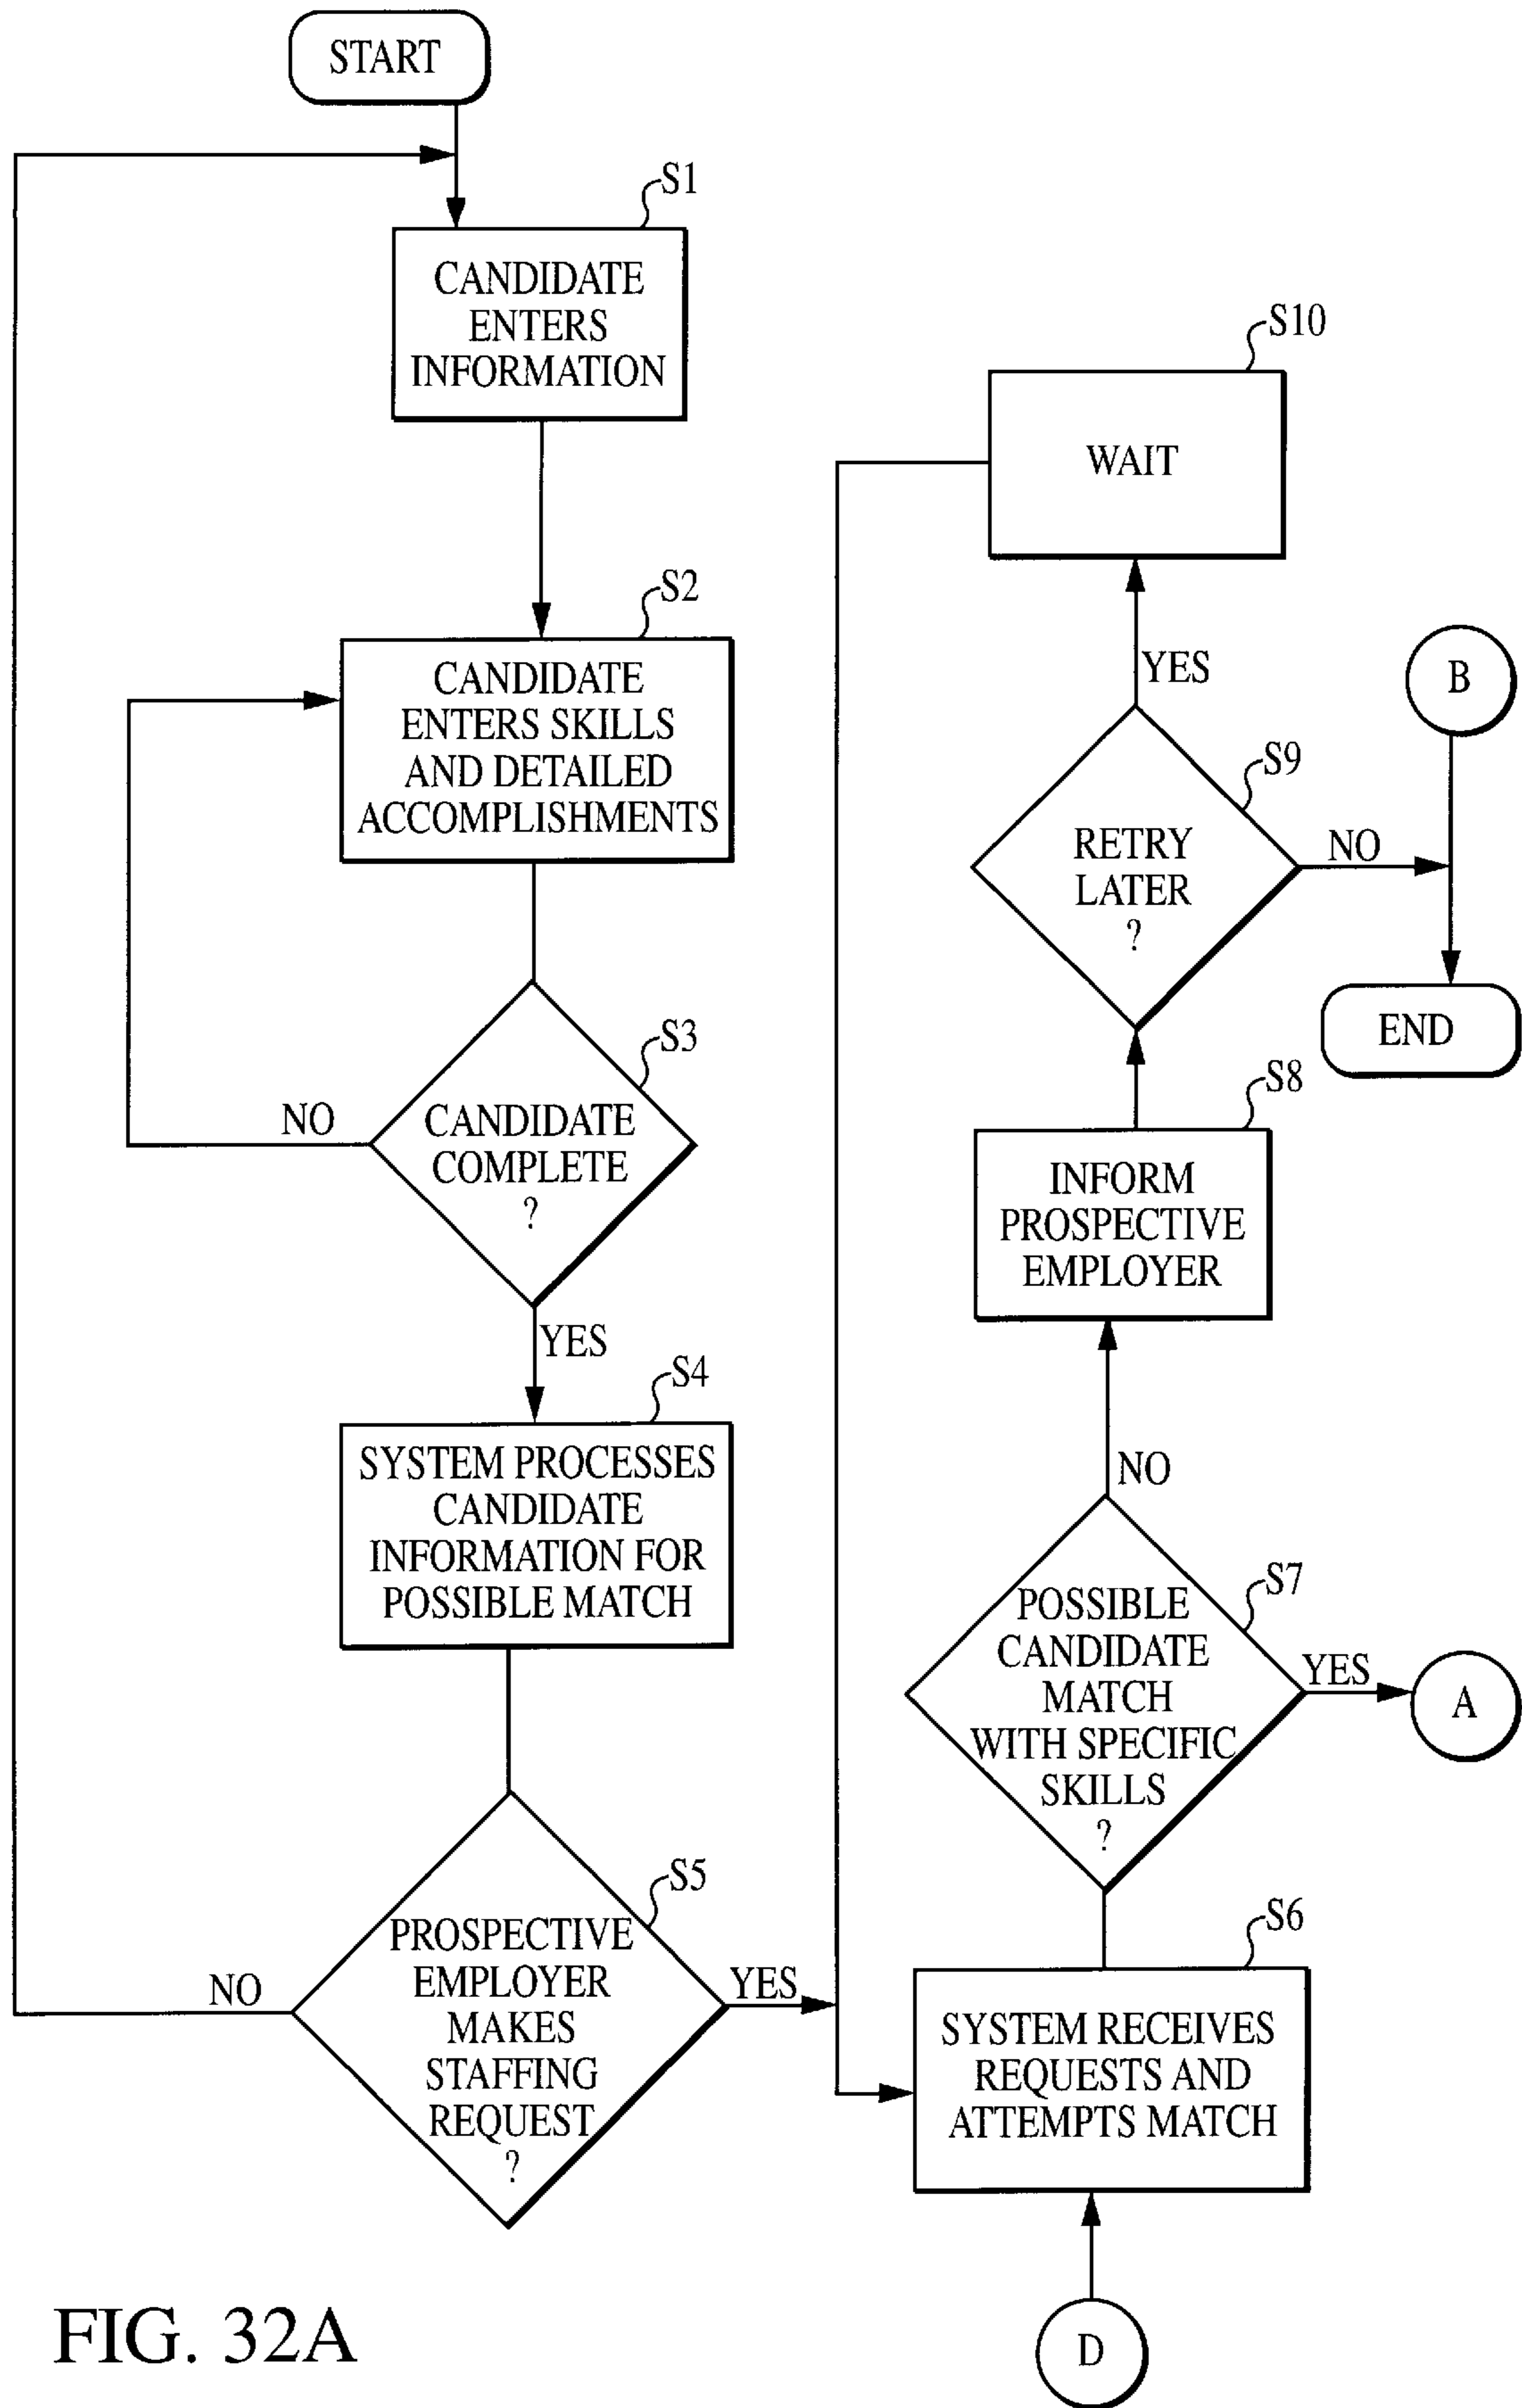 START
S1
CANDIDATE
ENTERS
INFORMATION
S2
CANDIDATE
ENTERS SKILLS
AND DETAILED
ACCOMPLISHMENTS
S3
NO
CANDIDATE
COMPLETE
?
YES
S4
SYSTEM PROCESSES
CANDIDATE
INFORMATION FOR
POSSIBLE MATCH
S5
NO
PROSPECTIVE
EMPLOYER
MAKES
STAFFING
REQUEST
?
YES
S10
WAIT
YES
B
S9
RETRY
LATER
?
NO
END
S8
INFORM
PROSPECTIVE
EMPLOYER
NO
S7
POSSIBLE
CANDIDATE
MATCH
WITH SPECIFIC
SKILLS
?
YES
A
S6
SYSTEM RECEIVES
REQUESTS AND
ATTEMPTS MATCH
D
FIG. 32A